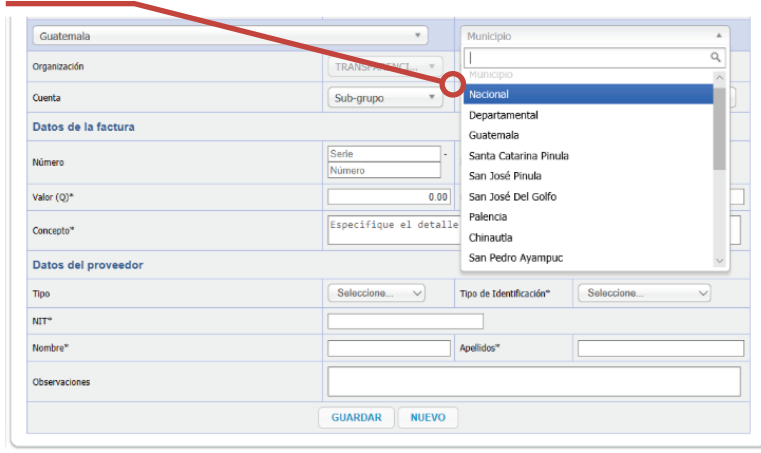 Guatemala
Municipio
Organización
TRANSPARENCI...
Municipio
Cuenta
Sub-grupo
Nacional
Departamental
Datos de la factura
Guatemala
Número
Serie
-
Número
Santa Catarina Pinula
San José Pinula
Valor (Q)*
0.00
San José Del Golfo
Palencia
Concepto*
Especifique el detalle
Chinautla
San Pedro Ayampuc
Datos del proveedor
Tipo
Seleccione...
Tipo de Identificación*
Seleccione...
NIT*
Nombre*
Apellidos*
Observaciones
GUARDAR
NUEVO